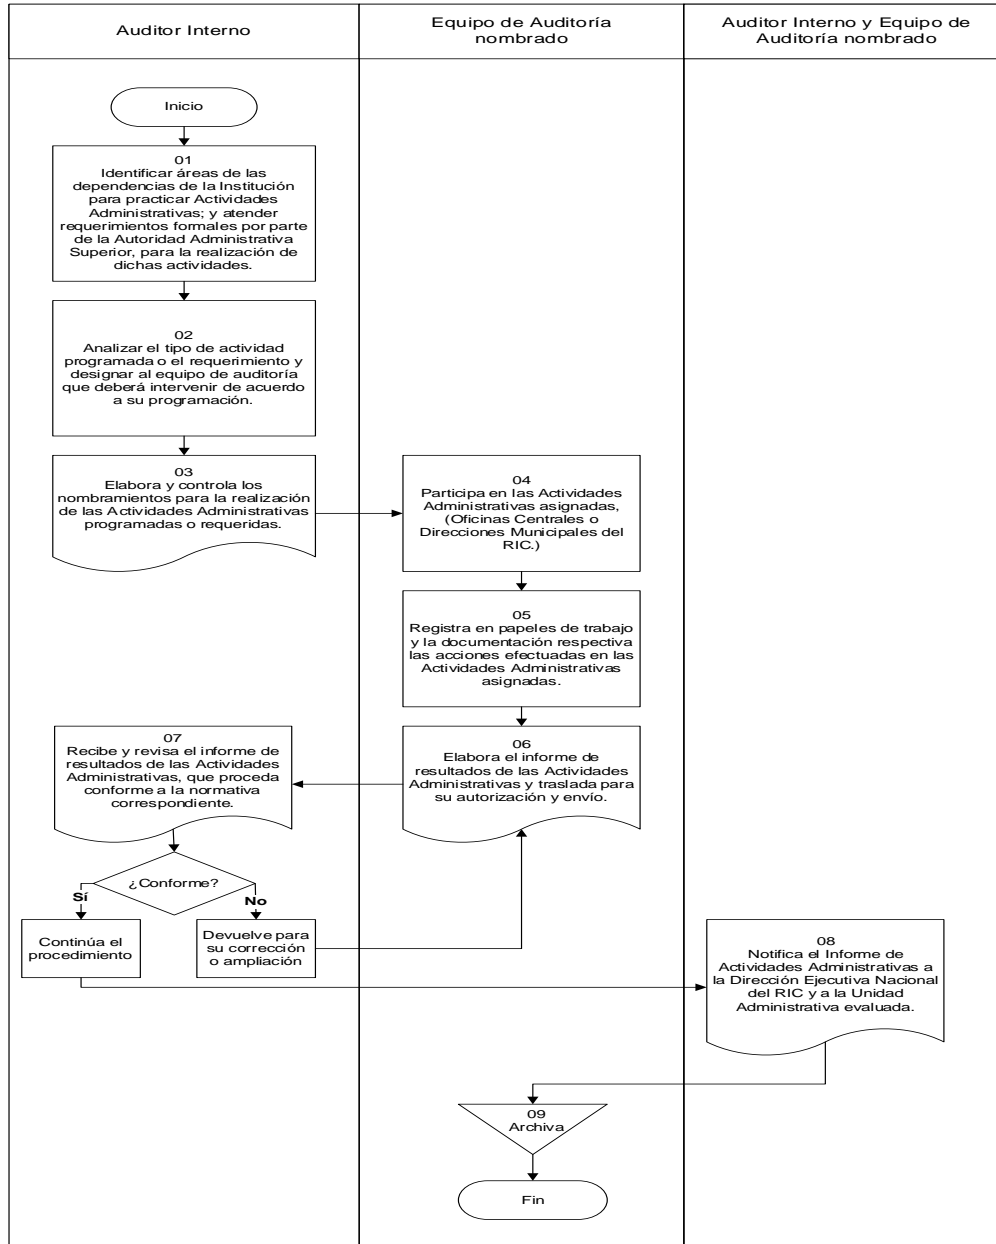 Auditor Interno
Equipo de Auditoría
nombrado
Auditor Interno y Equipo de
Auditoría nombrado
Inicio
01
Identificar áreas de las
dependencias de la Institución
para practicar Actividades
Administrativas; y atender
requerimientos formales por parte
de la Autoridad Administrativa
Superior, para la realización de
dichas actividades.
02
Analizar el tipo de actividad
programada o el requerimiento y
designar al equipo de auditoría
que deberá intervenir de acuerdo
a su programación.
03
Elabora y controla los
nombramientos para la realización
de las Actividades Administrativas
programadas o requeridas.
04
Participa en las Actividades
Administrativas asignadas,
(Oficinas Centrales o
Direcciones Municipales del
RIC.)
05
Registra en papeles de trabajo
y la documentación respectiva
las acciones efectuadas en las
Actividades Administrativas
asignadas.
06
Elabora el informe de
resultados de las Actividades
Administrativas y traslada para
su autorización y envío.
07
Recibe y revisa el informe de
resultados de las Actividades
Administrativas, que proceda
conforme a la normativa
correspondiente.
¿Conforme?
Sí
No
Continúa el
procedimiento
Devuelve para
su corrección
o ampliación
08
Notifica el Informe de
Actividades Administrativas a
la Dirección Ejecutiva Nacional
del RIC y a la Unidad
Administrativa evaluada.
09
Archiva
Fin